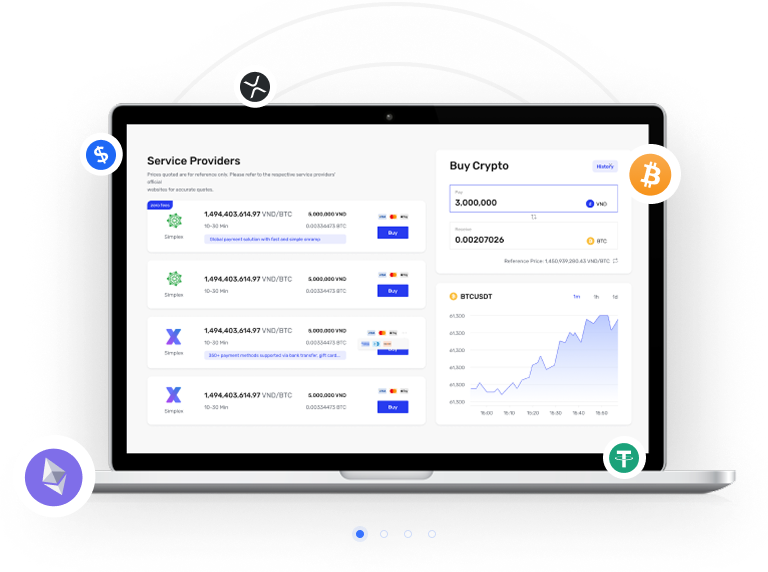 Service Providers
Prices quoted are for reference only. Please refer to the respective service providers'
official
websites for accurate quotes.
zero fees
1,494,403,614.97 VND/BTC
5.000,000 VND
10-30 Min
0.00334473 BTC
Simplex
Global payment solution with fast and simple onramp
Buy
1,494,403,614.97 VND/BTC
5.000,000 VND
10-30 Min
0.00334473 BTC
Simplex
Buy
1,494,403,614.97 VND/BTC
5.000,000 VND
10-30 Min
0.00334473 BTC
Simplex
350+ payment methods supported via bank transfer, gift card...
1,494,403,614.97 VND/BTC
5.000,000 VND
10-30 Min
0.00334473 BTC
Simplex
Buy
Buy Crypto
History
Pay
3.000.000
VND
Receive
0.00207026
BTC
Reference Price: 1,450,939,280.43 VND/BTC
BTCUSDT
1m 1h 1d
61,300
61,300
61,300
61,300
61,300
61,300
15:00 15:10 15:20 15:30 15:40 15:50